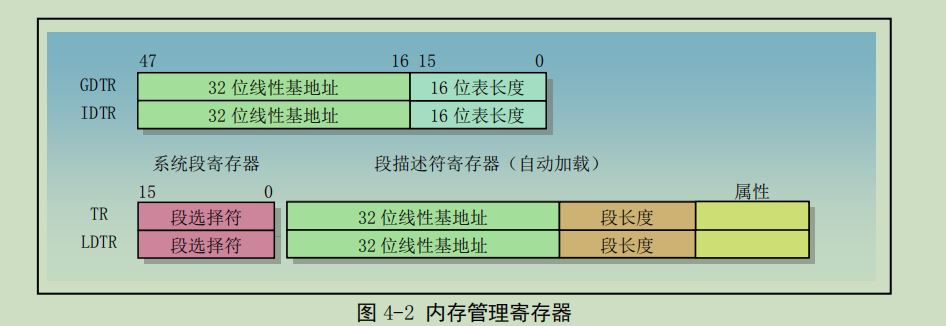 47 16 15 0
GDTR 32 位线性基地址 16 位表长度
IDTR 32 位线性基地址 16 位表长度
系统段寄存器 段描述符寄存器（自动加载）
15 0 属性
TR 段选择符 32 位线性基地址 段长度
LDTR 段选择符 32 位线性基地址 段长度
图 4-2 内存管理寄存器